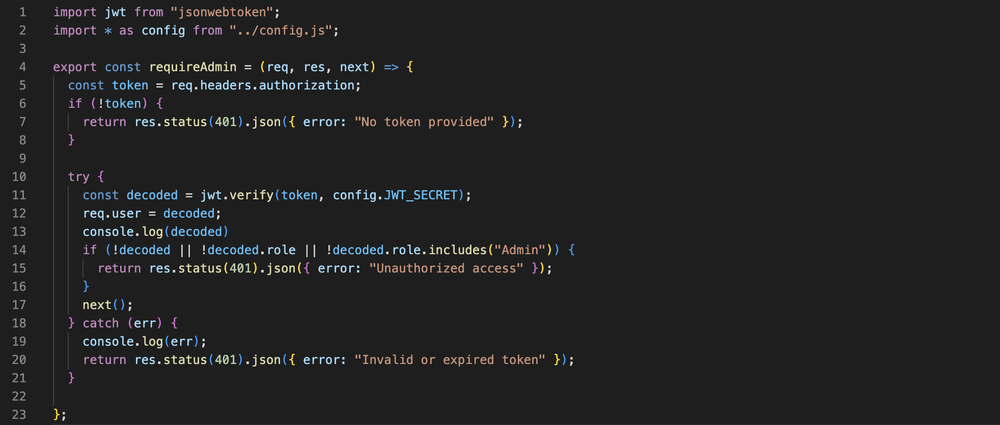 1 import jwt from "jsonwebtoken";
2 import * as config from "../config.js";
3
4 export const requireAdmin = (req, res, next) => {
5   const token = req.headers.authorization;
6   if (!token) {
7     return res.status(401).json({ error: "No token provided" });
8   }
9
10   try {
11     const decoded = jwt.verify(token, config.JWT_SECRET);
12     req.user = decoded;
13     console.log(decoded)
14     if (!decoded || !decoded.role || !decoded.role.includes("Admin")) {
15       return res.status(401).json({ error: "Unauthorized access" });
16     }
17     next();
18   } catch (err) {
19     console.log(err);
20     return res.status(401).json({ error: "Invalid or expired token" });
21   }
22
23 };